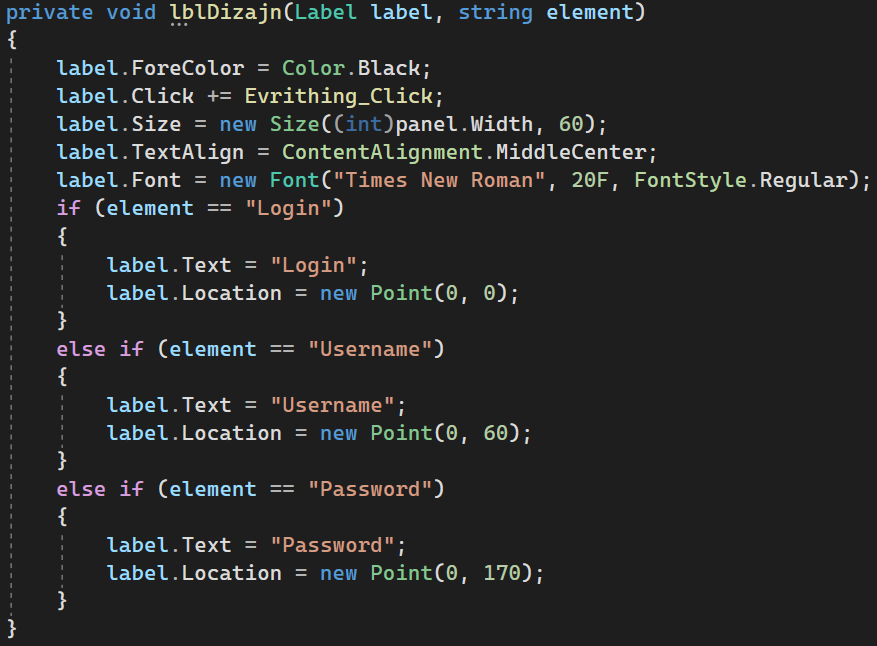 private void lblDizajn(Label label, string element)
{
    label.ForeColor = Color.Black;
    label.Click += Evrithing_Click;
    label.Size = new Size((int)panel.Width, 60);
    label.TextAlign = ContentAlignment.MiddleCenter;
    label.Font = new Font("Times New Roman", 20F, FontStyle.Regular);
    if (element == "Login")
    {
        label.Text = "Login";
        label.Location = new Point(0, 0);
    }
    else if (element == "Username")
    {
        label.Text = "Username";
        label.Location = new Point(0, 60);
    }
    else if (element == "Password")
    {
        label.Text = "Password";
        label.Location = new Point(0, 170);
    }
}